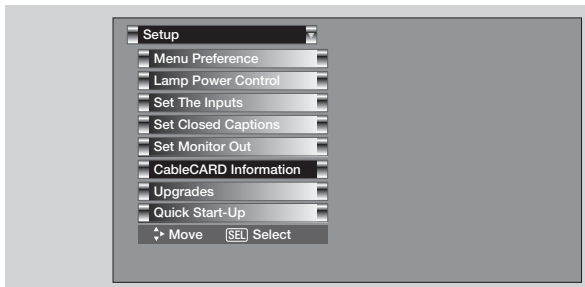 Setup
Menu Preference
Lamp Power Control
Set The Inputs
Set Closed Captions
Set Monitor Out
CableCARD Information
Upgrades
Quick Start-Up
Move SEL Select